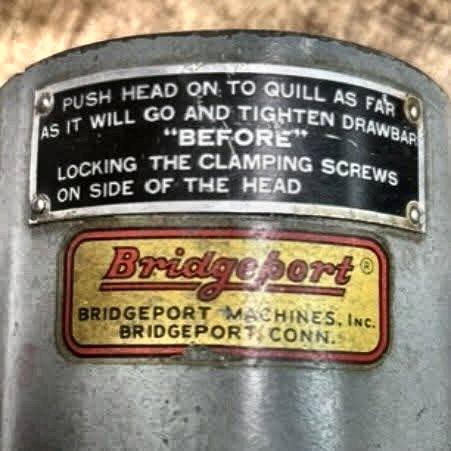 PUSH HEAD ON TO QUILL AS FAR
AS IT WILL GO AND TIGHTEN DRAWBAR
"BEFORE"
LOCKING THE CLAMPING SCREWS
ON SIDE OF THE HEAD
Bridgeport®
BRIDGEPORT MACHINES, INC.
BRIDGEPORT, CONN.